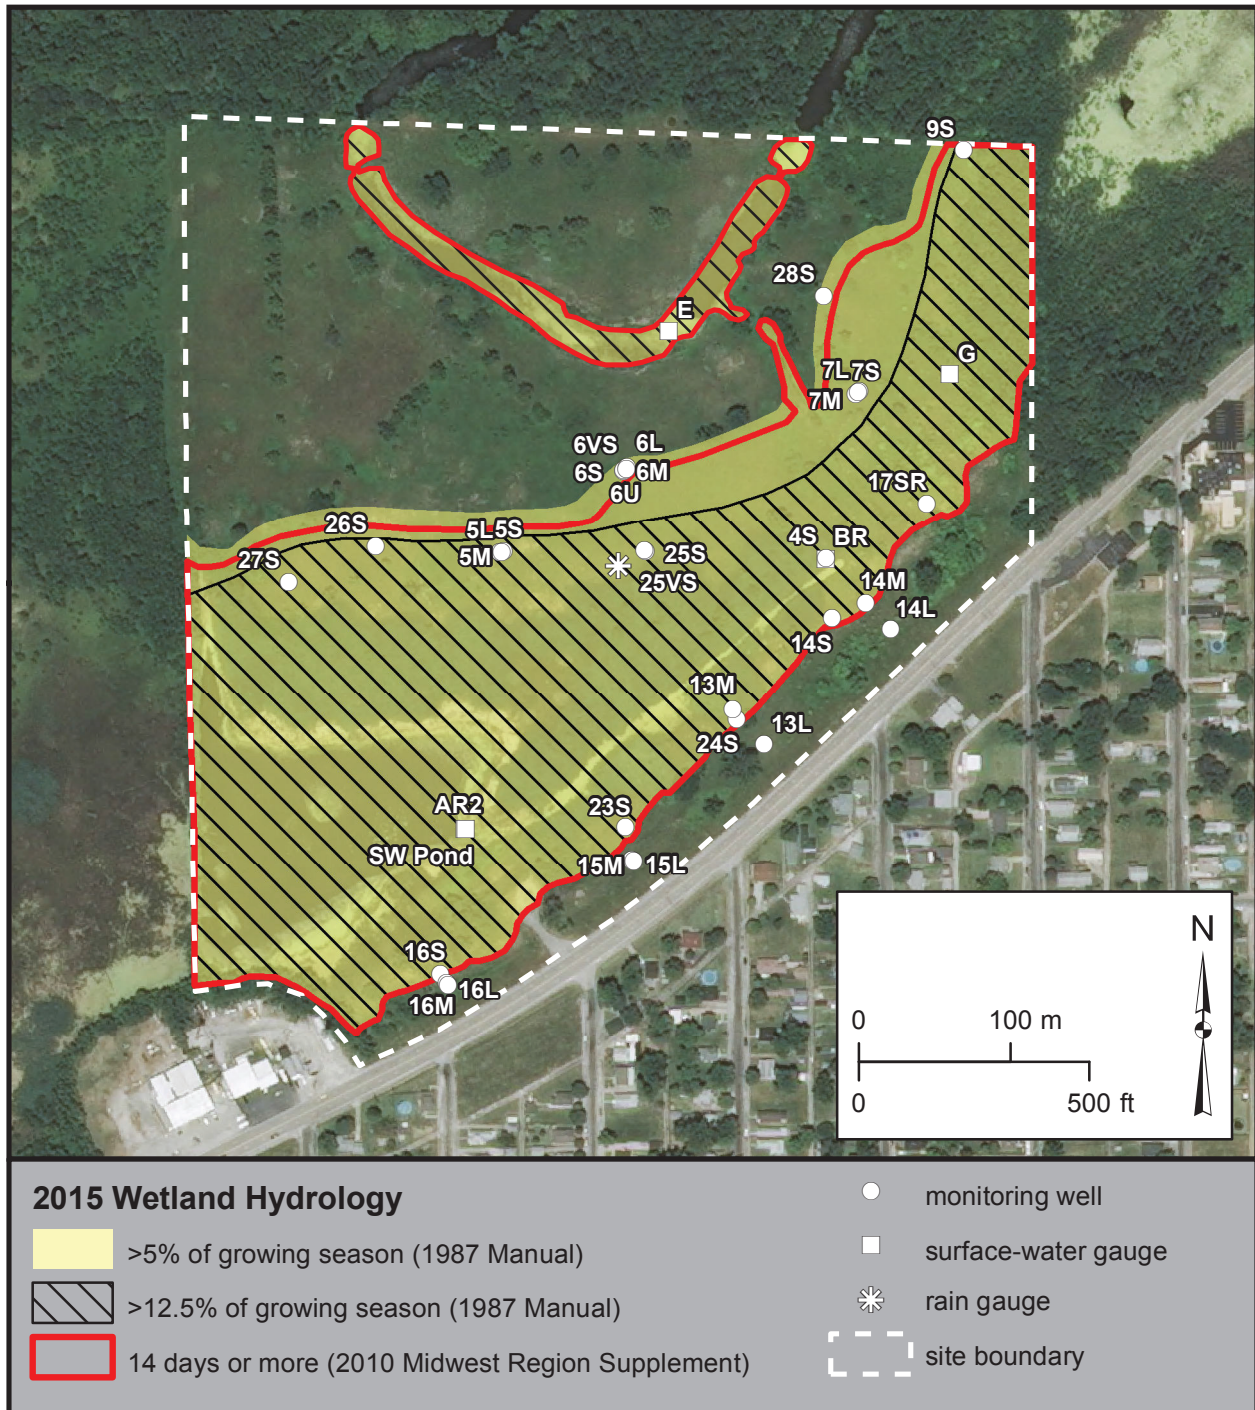 9S
28S
E
G
7L 7S
7M
6VS 6L
6S 6M
6U
17SR
26S
5L 5S
5M
4S BR
25S
25VS
27S
14M
14L
14S
13M
13L
24S
AR2
23S
SW Pond
15M 15L
16S
16L
16M
N
0 100 m
0 500 ft
2015 Wetland Hydrology
>5% of growing season (1987 Manual)
>12.5% of growing season (1987 Manual)
14 days or more (2010 Midwest Region Supplement)
monitoring well
surface-water gauge
rain gauge
site boundary